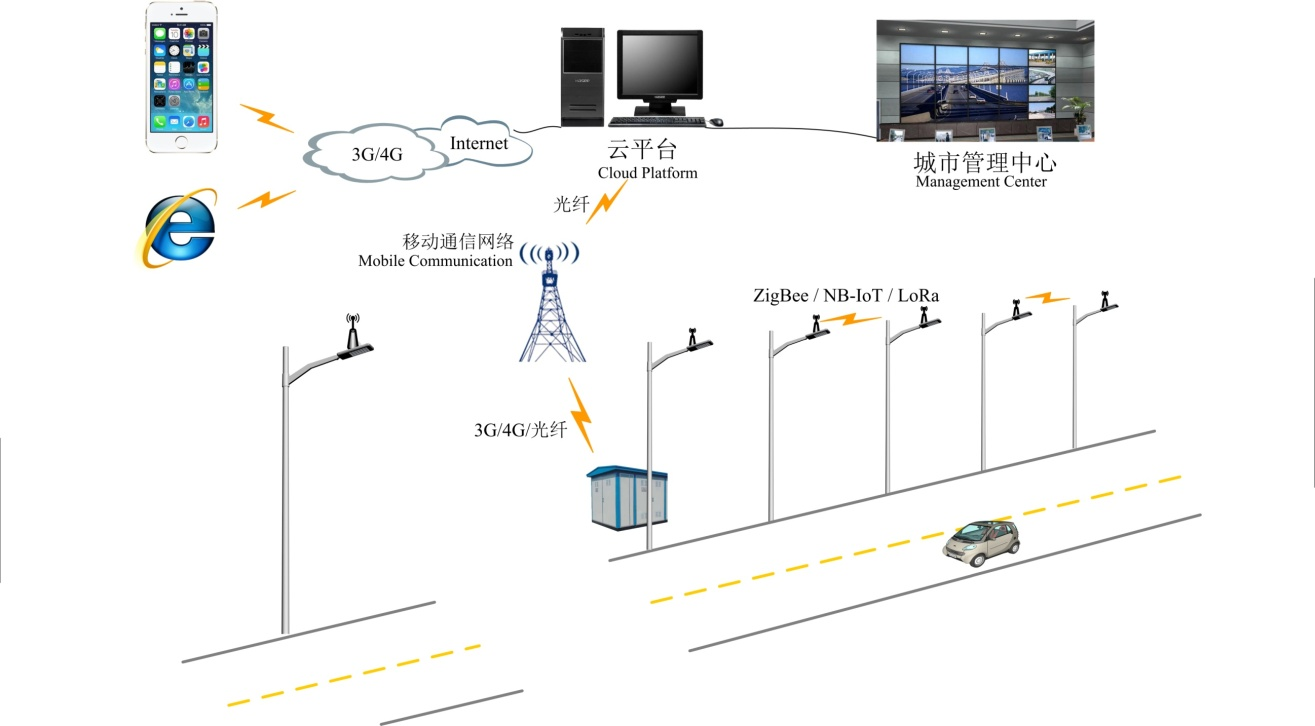 3G/4G
Internet
云平台
Cloud Platform
城市管理中心
Management Center
光纤
移动通信网络
Mobile Communication
ZigBee / NB-IoT / LoRa
3G/4G/光纤